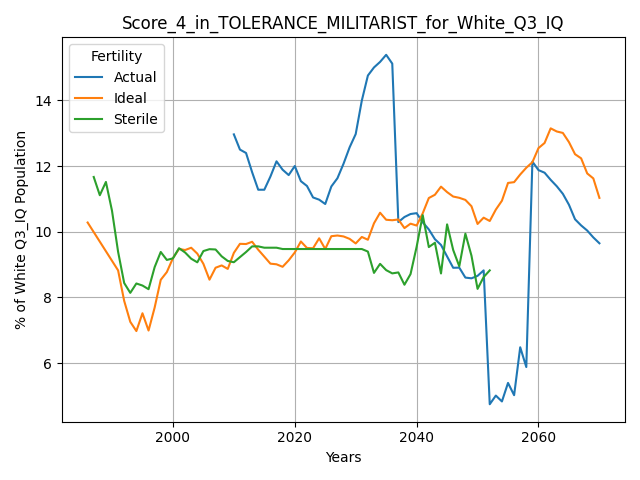 Score_4_in_TOLERANCE_MILITARIST_for_White_Q3_IQ
Fertility
Actual
Ideal
Sterile
% of White Q3_IQ Population
14
12
10
8
6
2000
2020
2040
2060
Years